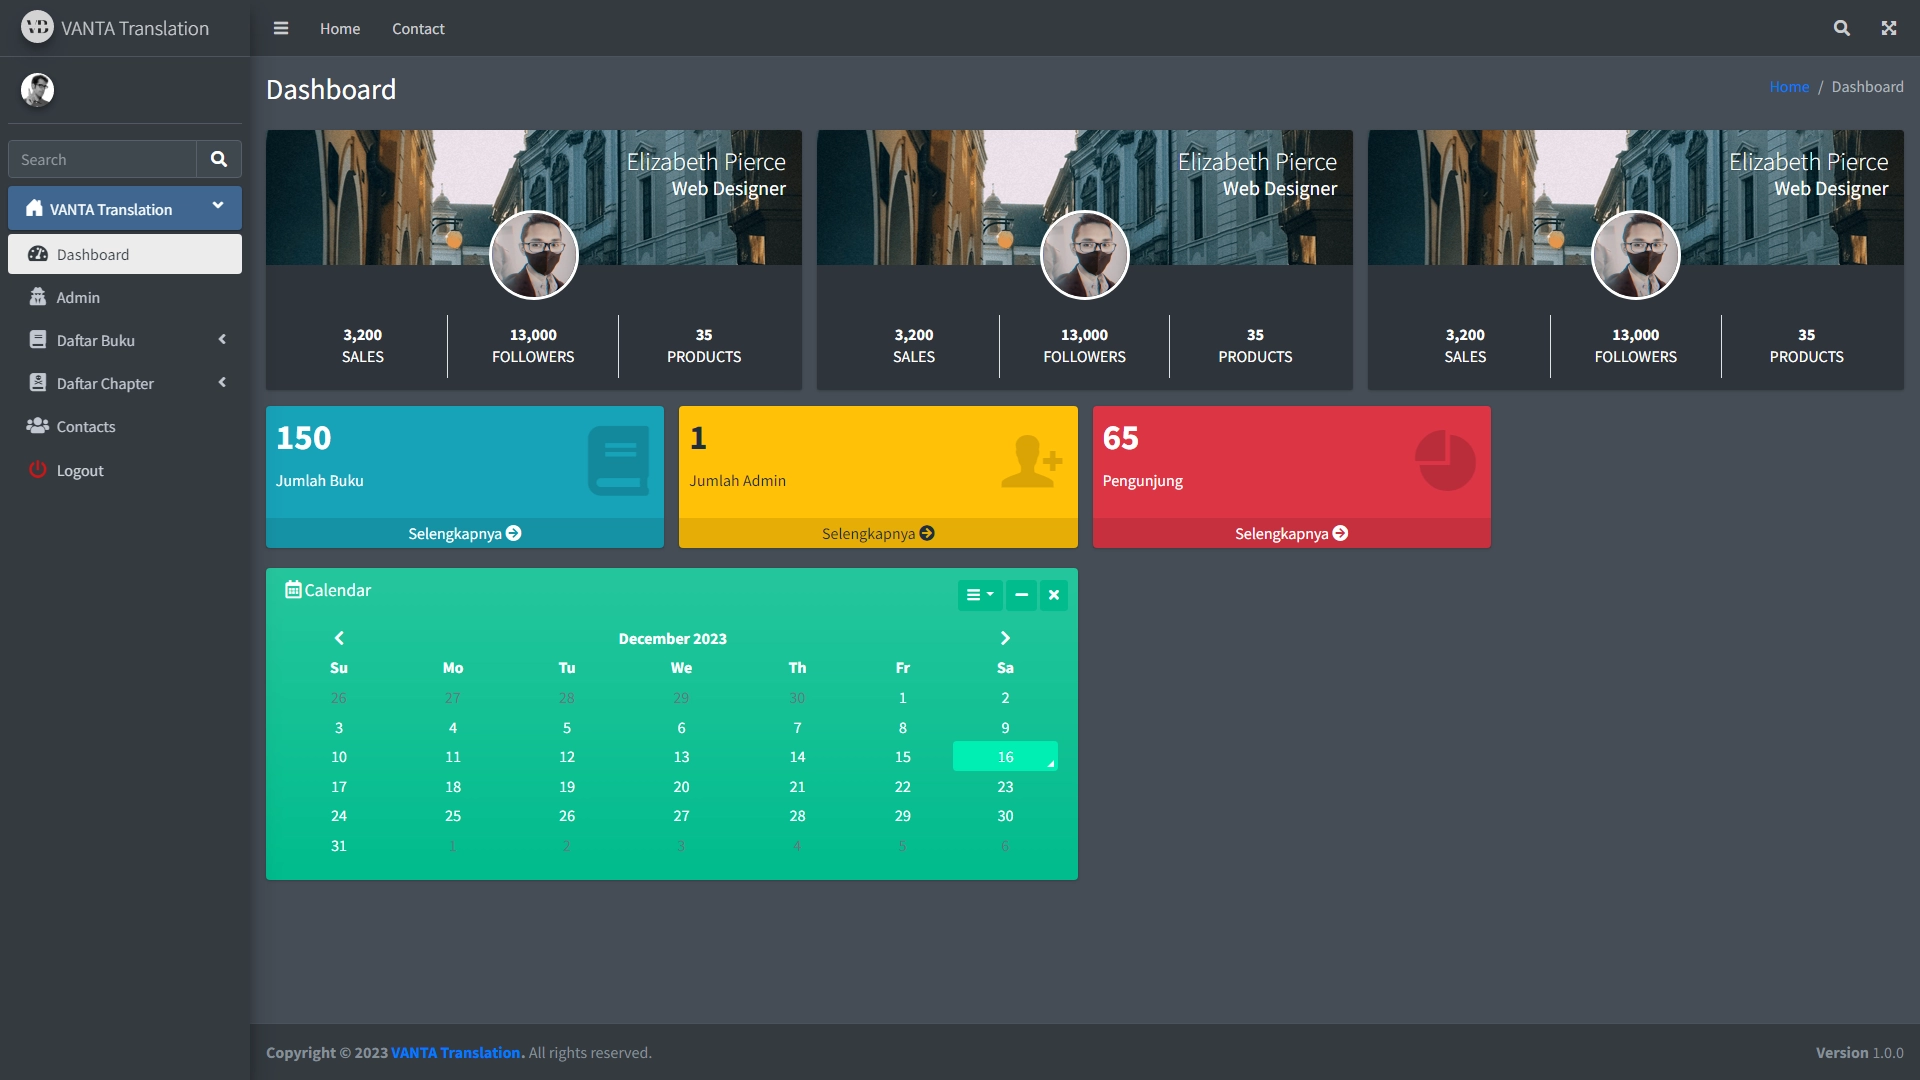 VANTA Translation
Home
Contact
Dashboard
Home / Dashboard
Search
VANTA Translation
Dashboard
Admin
Daftar Buku
Daftar Chapter
Contacts
Logout
Elizabeth Pierce
Web Designer
3,200
SALES
13,000
FOLLOWERS
35
PRODUCTS
Elizabeth Pierce
Web Designer
3,200
SALES
13,000
FOLLOWERS
35
PRODUCTS
Elizabeth Pierce
Web Designer
3,200
SALES
13,000
FOLLOWERS
35
PRODUCTS
150
Jumlah Buku
Selengkapnya
1
Jumlah Admin
Selengkapnya
65
Pengunjung
Selengkapnya
Calendar
December 2023
Su Mo Tu We Th Fr Sa
26 27 28 29 30 1 2
3 4 5 6 7 8 9
10 11 12 13 14 15 16
17 18 19 20 21 22 23
24 25 26 27 28 29 30
31 1 2 3 4 5 6
Copyright © 2023 VANTA Translation. All rights reserved.
Version 1.0.0